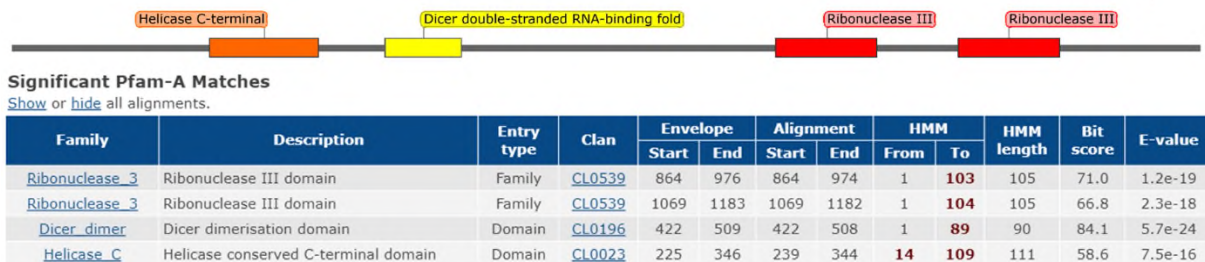 Helicase C-terminal Dicer double-stranded RNA-binding fold Ribonuclease III Ribonuclease III
Significant Pfam-A Matches
Show or hide all alignments.
Family Description Entry type Clan Envelope Alignment HMM HMM length Bit score E-value
Start End Start End From To
Ribonuclease_3 Ribonuclease III domain Family CL0539 864 976 864 974 1 103 105 71.0 1.2e-19
Ribonuclease_3 Ribonuclease III domain Family CL0539 1069 1183 1069 1182 1 104 105 66.8 2.3e-18
Dicer_dimer Dicer dimerisation domain Domain CL0196 422 509 422 508 1 89 90 84.1 5.7e-24
Helicase_C Helicase conserved C-terminal domain Domain CL0023 225 346 239 344 14 109 111 58.6 7.5e-16